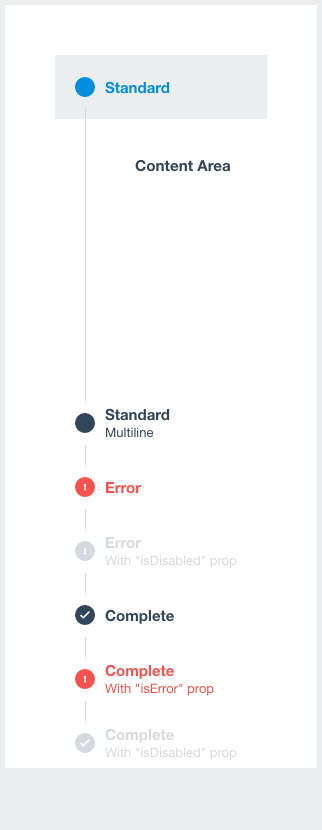 Standard
Content Area
Standard
Multiline
Error
Error
With "isDisabled" prop
Complete
Complete
With "isError" prop
Complete
With "isDisabled" prop